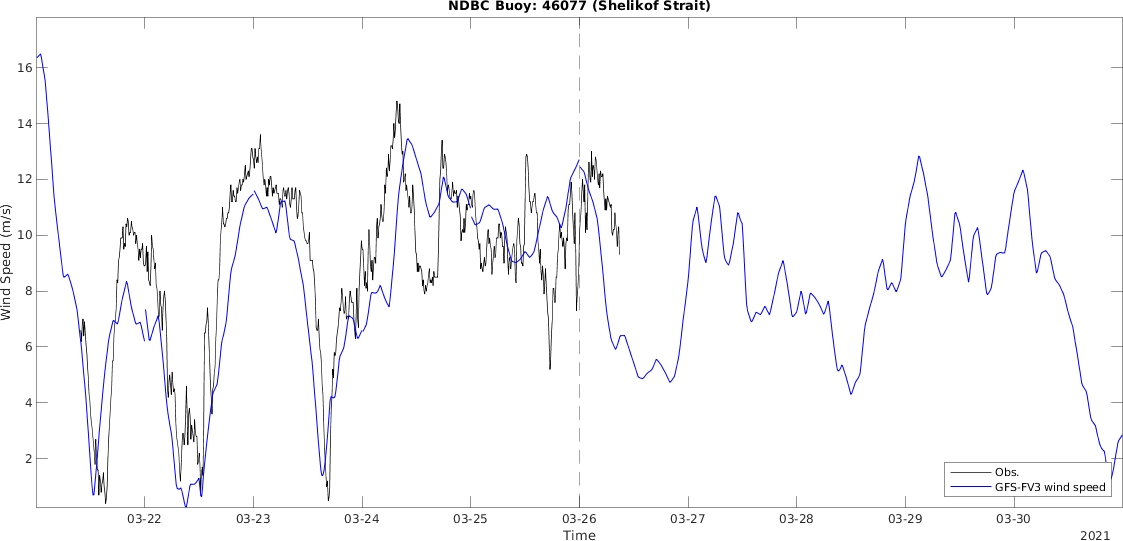 NDBC Buoy: 46077 (Shelikof Strait)
Wind Speed (m/s)
16
14
12
10
8
6
4
2
Obs.
GFS-FV3 wind speed
03-22 03-23 03-24 03-25 03-26 03-27 03-28 03-29 03-30
Time
2021